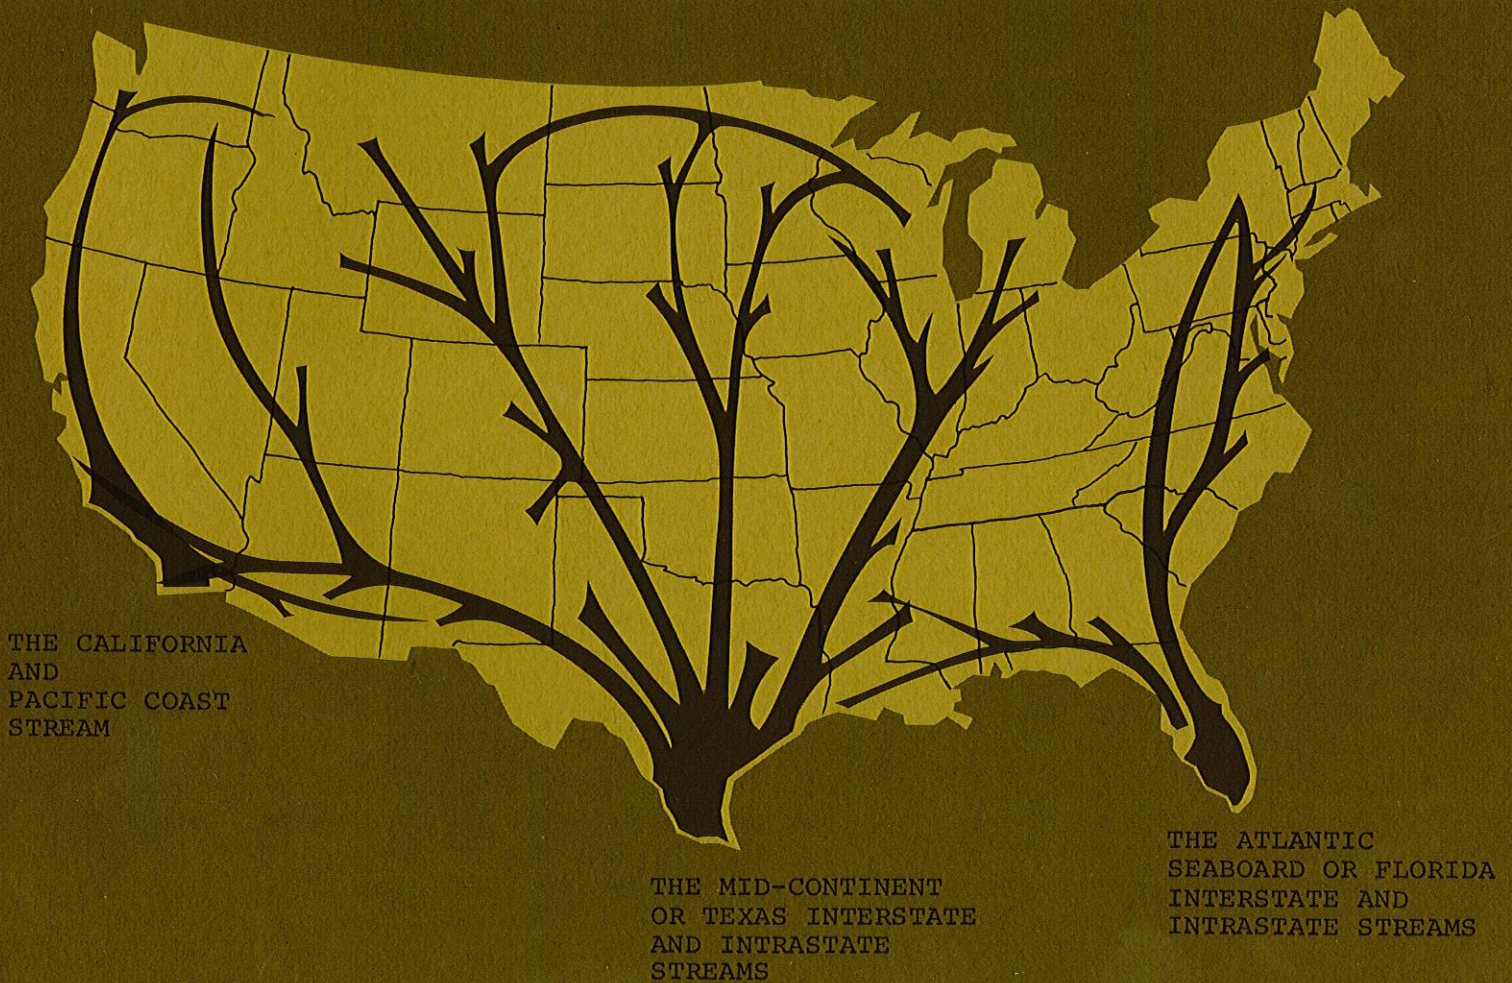 THE CALIFORNIA
AND
PACIFIC COAST
STREAM
THE MID-CONTINENT
OR TEXAS INTERSTATE
AND INTRASTATE
STREAMS
THE ATLANTIC
SEABOARD OR FLORIDA
INTERSTATE AND
INTRASTATE STREAMS